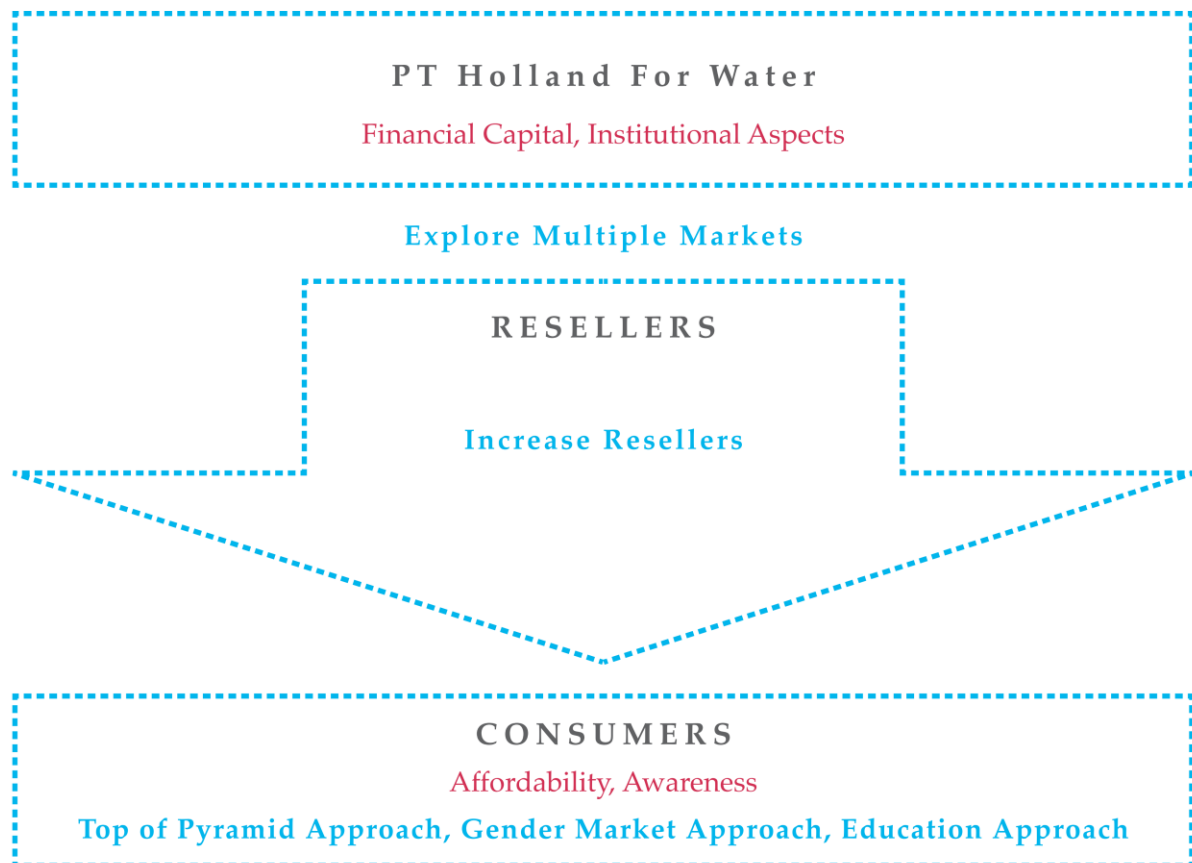 PT Holland For Water
Financial Capital, Institutional Aspects
Explore Multiple Markets
RESELLERS
Increase Resellers
CONSUMERS
Affordability, Awareness
Top of Pyramid Approach, Gender Market Approach, Education Approach